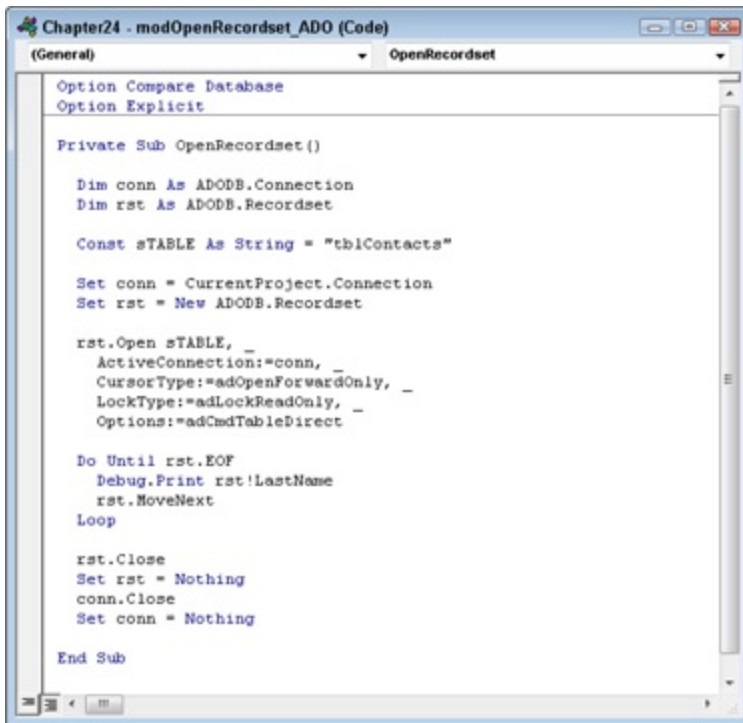 Chapter24 - modOpenRecordset_ADO (Code)
(General) OpenRecordset
Option Compare Database
Option Explicit
Private Sub OpenRecordset()
Dim conn As ADODB.Connection
Dim rst As ADODB.Recordset
Const sTABLE As String = "tblContacts"
Set conn = CurrentProject.Connection
Set rst = New ADODB.Recordset
rst.Open sTABLE, _
ActiveConnection:=conn, _
CursorType:=adOpenForwardOnly, _
LockType:=adLockReadOnly, _
Options:=adCmdTableDirect
Do Until rst.EOF
Debug.Print rst!LastName
rst.MoveNext
Loop
rst.Close
Set rst = Nothing
conn.Close
Set conn = Nothing
End Sub